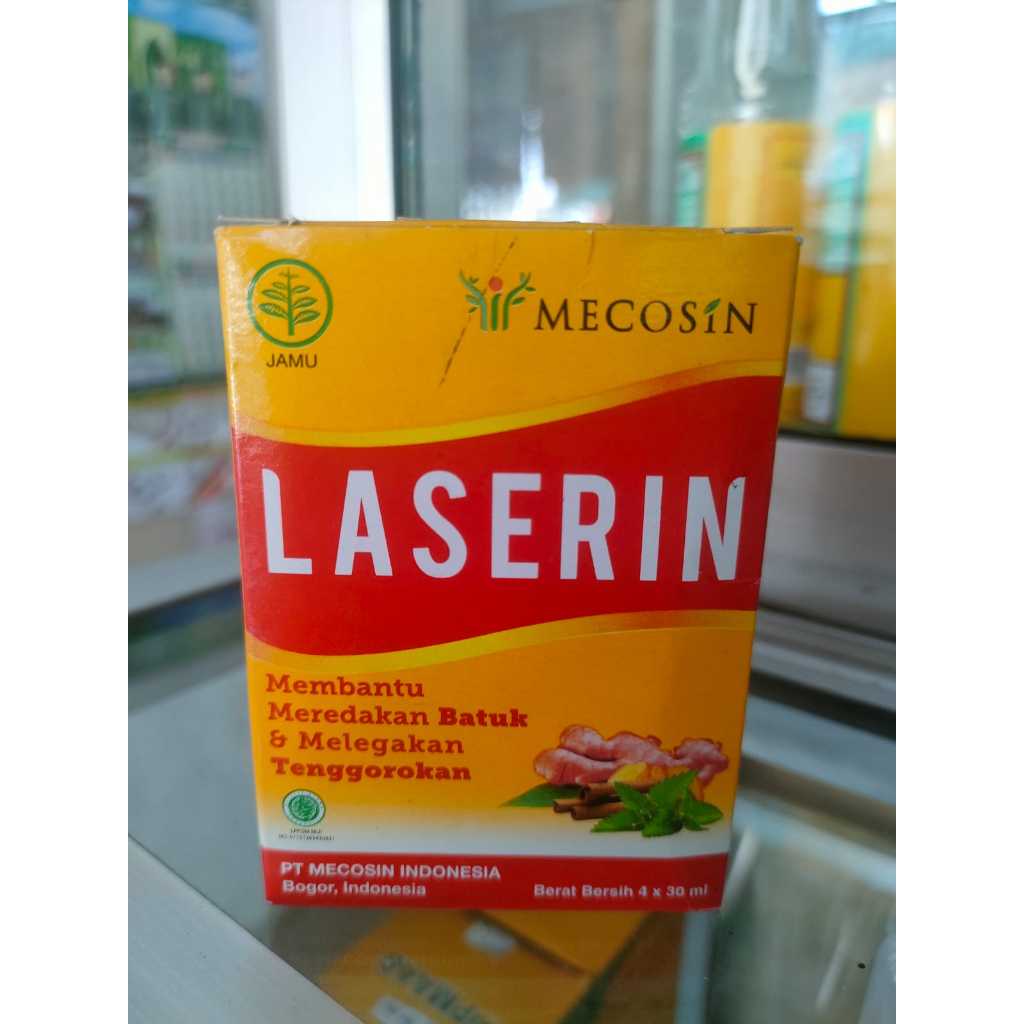 JAMU
MECOSIN
LASERIN
Membantu
Meredakan Batuk
& Melegakan
Tenggorokan
PT MECOSIN INDONESIA
Bogor, Indonesia
Berat Bersih 4 x 30 ml